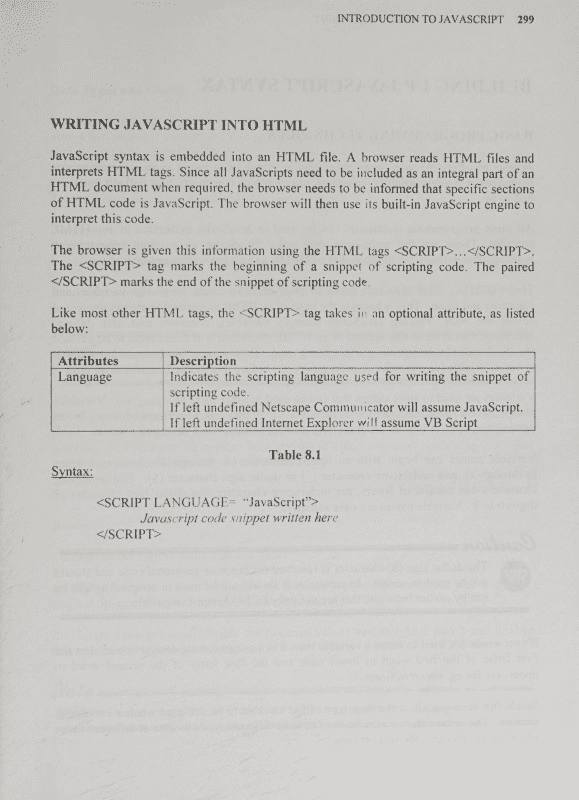 INTRODUCTION TO JAVASCRIPT 299
WRITING JAVASCRIPT INTO HTML
JavaScript syntax is embedded into an HTML file. A browser reads HTML files and
interprets HTML tags. Since all JavaScripts need to be included as an integral part of an
HTML document when required, the browser needs to be informed that specific sections
of HTML code is JavaScript. The browser will then use its built-in JavaScript engine to
interpret this code.
The browser is given this information using the HTML tags <SCRIPT>...</SCRIPT>.
The <SCRIPT> tag marks the beginning of a snippet of scripting code. The paired
</SCRIPT> marks the end of the snippet of scripting code.
Like most other HTML tags, the <SCRIPT> tag takes in an optional attribute, as listed
below:
Attributes Description
Language Indicates the scripting language used for writing the snippet of
scripting code.
If left undefined Netscape Communicator will assume JavaScript.
If left undefined Internet Explorer will assume VB Script
Table 8.1
Syntax:
<SCRIPT LANGUAGE= “JavaScript”>
Javascript code snippet written here
</SCRIPT>